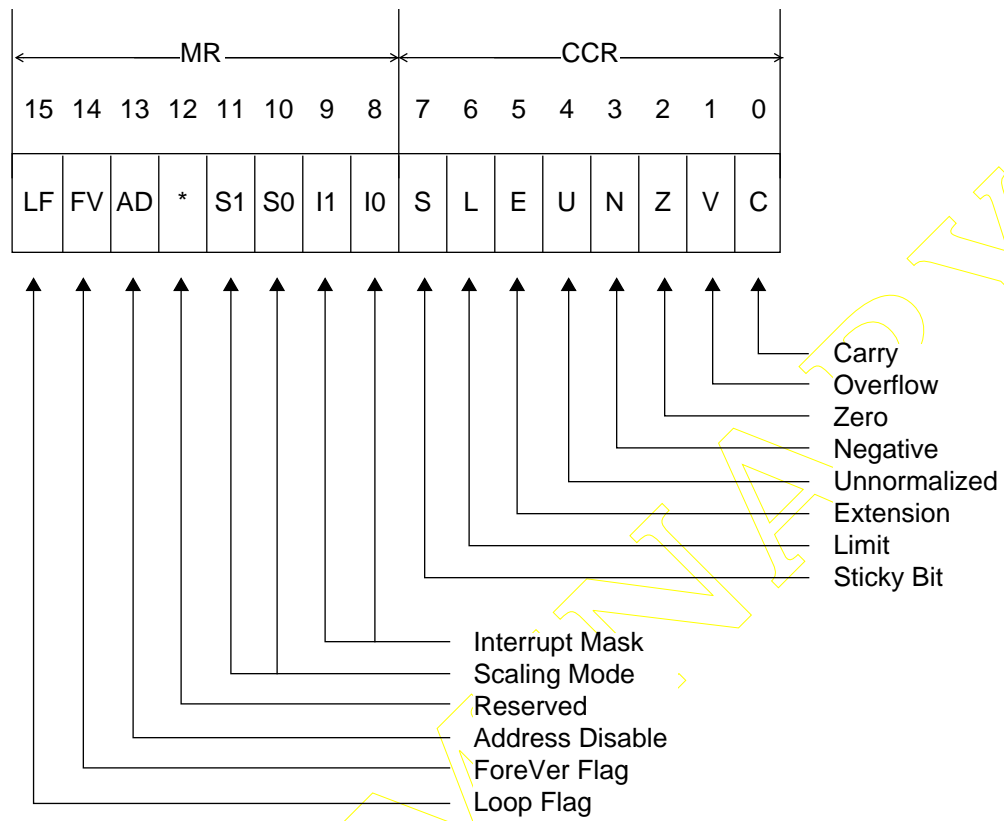 MR CCR
15 14 13 12 11 10 9 8 7 6 5 4 3 2 1 0
LF FV AD * S1 S0 I1 I0 S L E U N Z V C
Carry
Overflow
Zero
Negative
Unnormalized
Extension
Limit
Sticky Bit
Interrupt Mask
Scaling Mode
Reserved
Address Disable
ForeVer Flag
Loop Flag